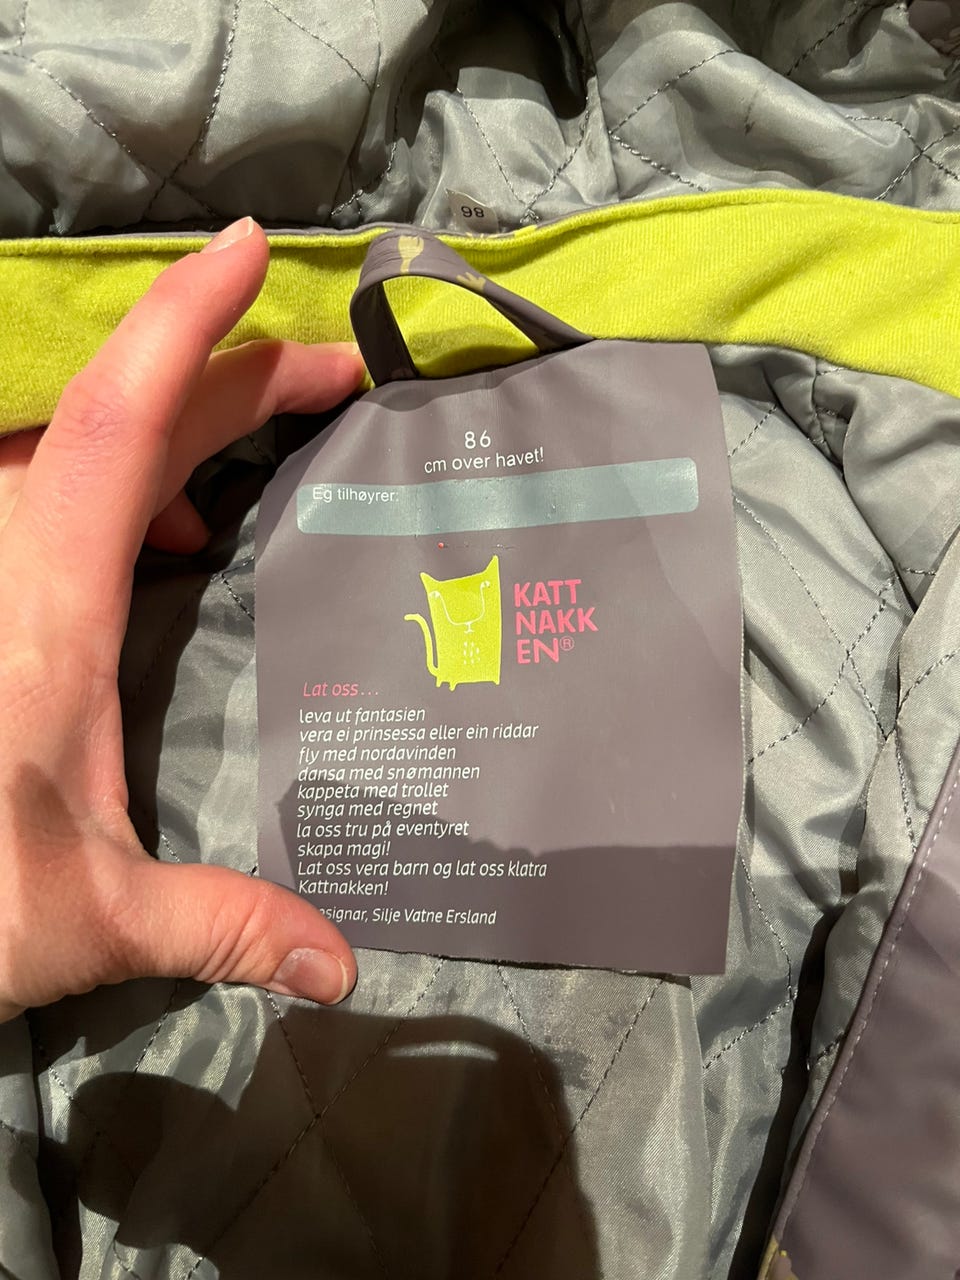 86
86
cm over havet!
Eg tilhøyrer:
KATT
NAKK
EN®
Lat oss...
leva ut fantasien
vera ei prinsessa eller ein riddar
fly med nordavinden
dansa med snømannen
kappeta med trollet
synga med regnet
la oss tru på eventyret
skapa magi!
Lat oss vera barn og lat oss klatra
Kattnakken!
Silje Vatne Ersland